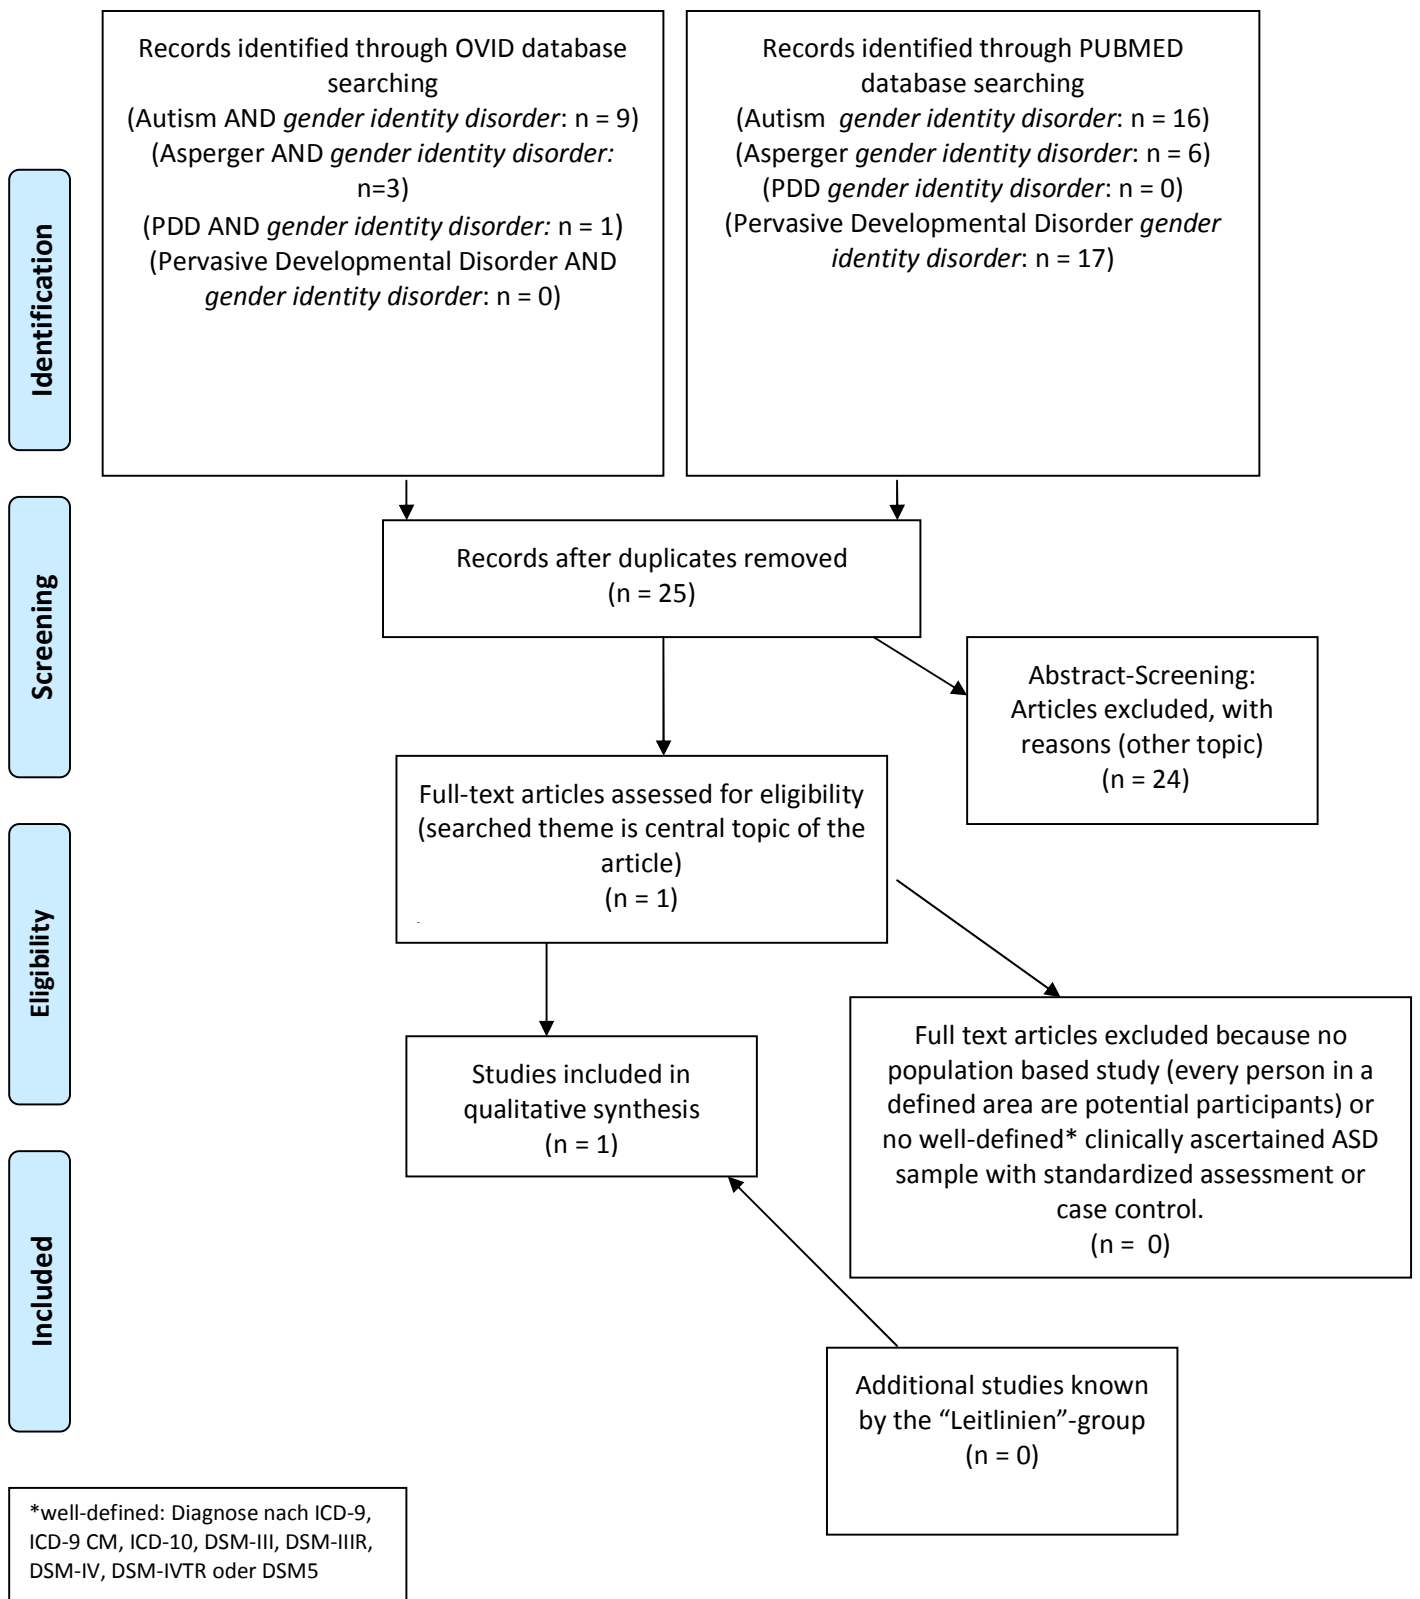 Records identified through OVID database
searching
(Autism AND gender identity disorder: n = 9)
(Asperger AND gender identity disorder:
n=3)
(PDD AND gender identity disorder: n = 1)
(Pervasive Developmental Disorder AND
gender identity disorder: n = 0)
Records identified through PUBMED
database searching
(Autism gender identity disorder: n = 16)
(Asperger gender identity disorder: n = 6)
(PDD gender identity disorder: n = 0)
(Pervasive Developmental Disorder gender
identity disorder: n = 17)
Identification
Records after duplicates removed
(n = 25)
Screening
Abstract-Screening:
Articles excluded, with
reasons (other topic)
(n = 24)
Full-text articles assessed for eligibility
(searched theme is central topic of the
article)
(n = 1)
Eligibility
Full text articles excluded because no
population based study (every person in a
defined area are potential participants) or
no well-defined* clinically ascertained ASD
sample with standardized assessment or
case control.
(n = 0)
Studies included in
qualitative synthesis
(n = 1)
Included
Additional studies known
by the “Leitlinien”-group
(n = 0)
*well-defined: Diagnose nach ICD-9,
ICD-9 CM, ICD-10, DSM-III, DSM-IIIR,
DSM-IV, DSM-IVTR oder DSM5